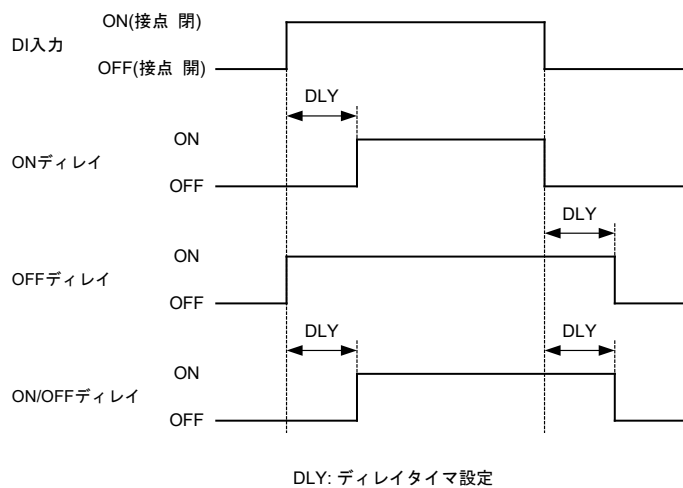 ON(接点 閉)
DI入力
OFF(接点 開)
DLY
ON
ONディレイ
OFF
DLY
ON
OFFディレイ
OFF
DLY DLY
ON
ON/OFFディレイ
OFF
DLY: ディレイタイマ設定